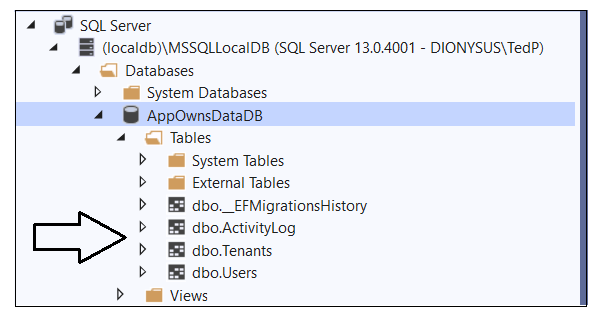 SQL Server
(localdb)\MSSQLLocalDB (SQL Server 13.0.4001 - DIONYSUS\TedP)
Databases
System Databases
AppOwnsDataDB
Tables
System Tables
External Tables
dbo.__EFMigrationsHistory
dbo.ActivityLog
dbo.Tenants
dbo.Users
Views